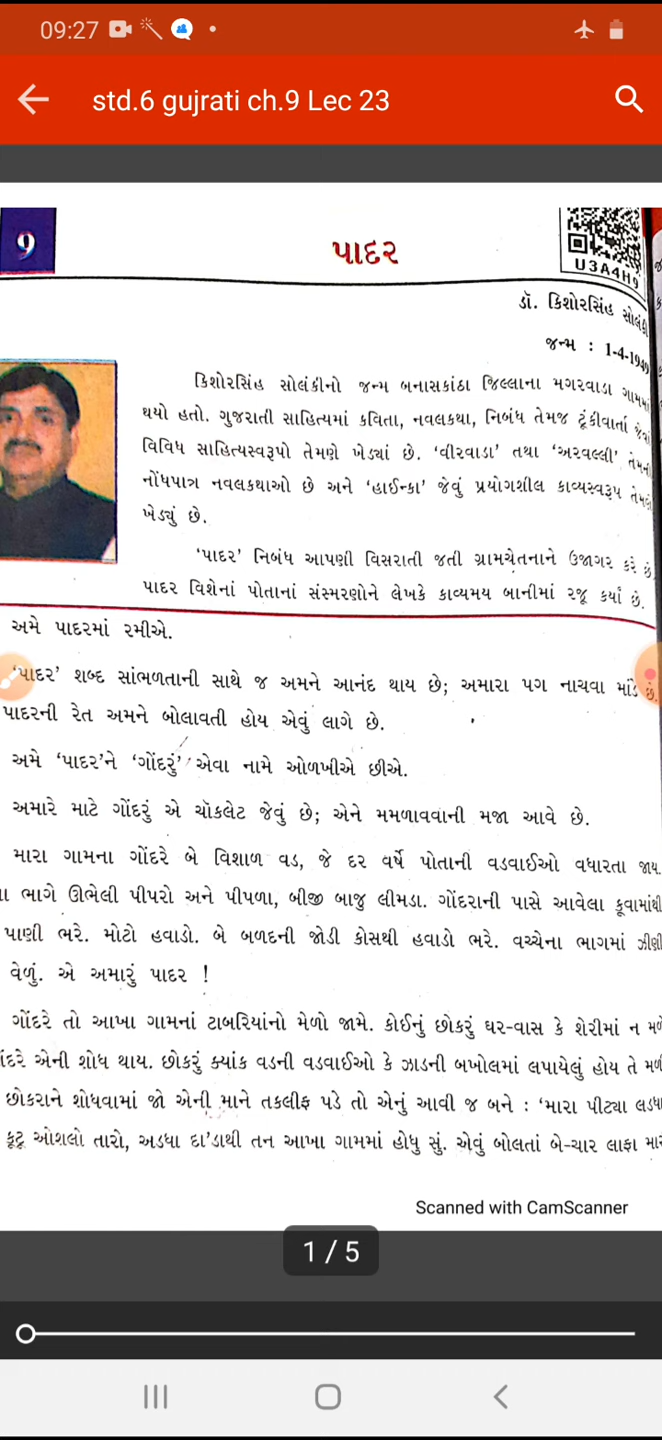 09:27
std.6 gujrati ch.9 Lec 23
9
પાદર
U3A4H9
ડૉ. કિશોરસિંહ સોલંકી
જન્મ : 1-4-1949
કિશોરસિંહ સોલંકીનો જન્મ બનાસકાંઠા જિલ્લાના મગરવાડા ગામમાં
થયો હતો. ગુજરાતી સાહિત્યમાં કવિતા, નવલકથા, નિબંધ તેમજ ટૂંકીવાર્તા જેવાં
વિવિધ સાહિત્યસ્વરૂપો તેમણે ખેડ્યાં છે. 'વીરવાડા' તથા 'અરવલ્લી' તેમની
નોંધપાત્ર નવલકથાઓ છે અને 'હાઈન્કા' જેવું પ્રયોગશીલ કાવ્યસ્વરૂપ તેમણે
ખેડ્યું છે.
'પાદર' નિબંધ આપણી વિસરાતી જતી ગ્રામચેતનાને ઉજાગર કરે છે.
પાદર વિશેનાં પોતાનાં સંસ્મરણોને લેખકે કાવ્યમય બાનીમાં રજૂ કર્યાં છે.
અમે પાદરમાં રમીએ.
'પાદર' શબ્દ સાંભળતાની સાથે જ અમને આનંદ થાય છે; અમારા પગ નાચવા માંડે છે.
પાદરની રેત અમને બોલાવતી હોય એવું લાગે છે.
અમે 'પાદર'ને 'ગોંદરું' એવા નામે ઓળખીએ છીએ.
અમારે માટે ગોંદરું એ ચૉકલેટ જેવું છે; એને મમળાવવાની મજા આવે છે.
મારા ગામના ગોંદરે બે વિશાળ વડ, જે દર વર્ષે પોતાની વડવાઈઓ વધારતા જાય.
ભાગે ઊભેલી પીપરો અને પીપળા, બીજી બાજુ લીમડા. ગોંદરાની પાસે આવેલા કૂવામાંથી
પાણી ભરે. મોટો હવાડો. બે બળદની જોડી કોસથી હવાડો ભરે. વચ્ચેના ભાગમાં ઝીણી
વેળું. એ અમારું પાદર !
ગોંદરે તો આખા ગામનાં ટાબરિયાંનો મેળો જામે. કોઈનું છોકરું ઘર-વાસ કે શેરીમાં ન
એની શોધ થાય. છોકરું ક્યાંક વડની વડવાઈઓ કે ઝાડની બખોલમાં લપાયેલું હોય તે
છોકરાને શોધવામાં જો એની માને તકલીફ પડે તો એનું આવી જ બને : 'મારા પીટ્યા લડધા
કૂટુ ઓશલો તારો, અડધા દા'ડાથી તન આખા ગામમાં હોધુ સું. એવું બોલતાં બે-ચાર લાફા
Scanned with CamScanner
1 / 5